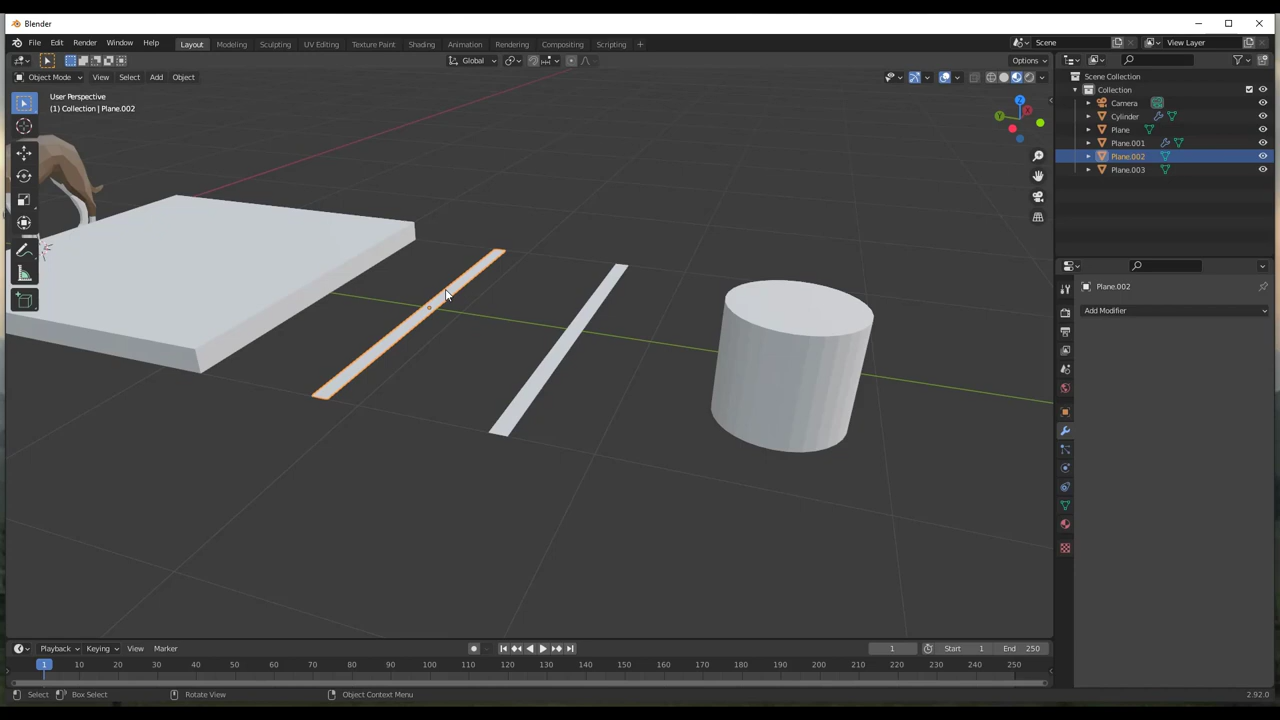 Blender
File Edit Render Window Help
Layout Modeling Sculpting UV Editing Texture Paint Shading Animation Rendering Compositing Scripting +
Scene
View Layer
Global
Options
Object Mode View Select Add Object
User Perspective
(1) Collection | Plane.002
Z
Y
X
Scene Collection
Collection
Camera
Cylinder
Plane
Plane.001
Plane.002
Plane.003
Plane.002
Add Modifier
Playback Keying View Marker
1 Start 1 End 250
1 10 20 30 40 50 60 70 80 90 100 110 120 130 140 150 160 170 180 190 200 210 220 230 240 250
Select Box Select Rotate View Object Context Menu 2.92.0